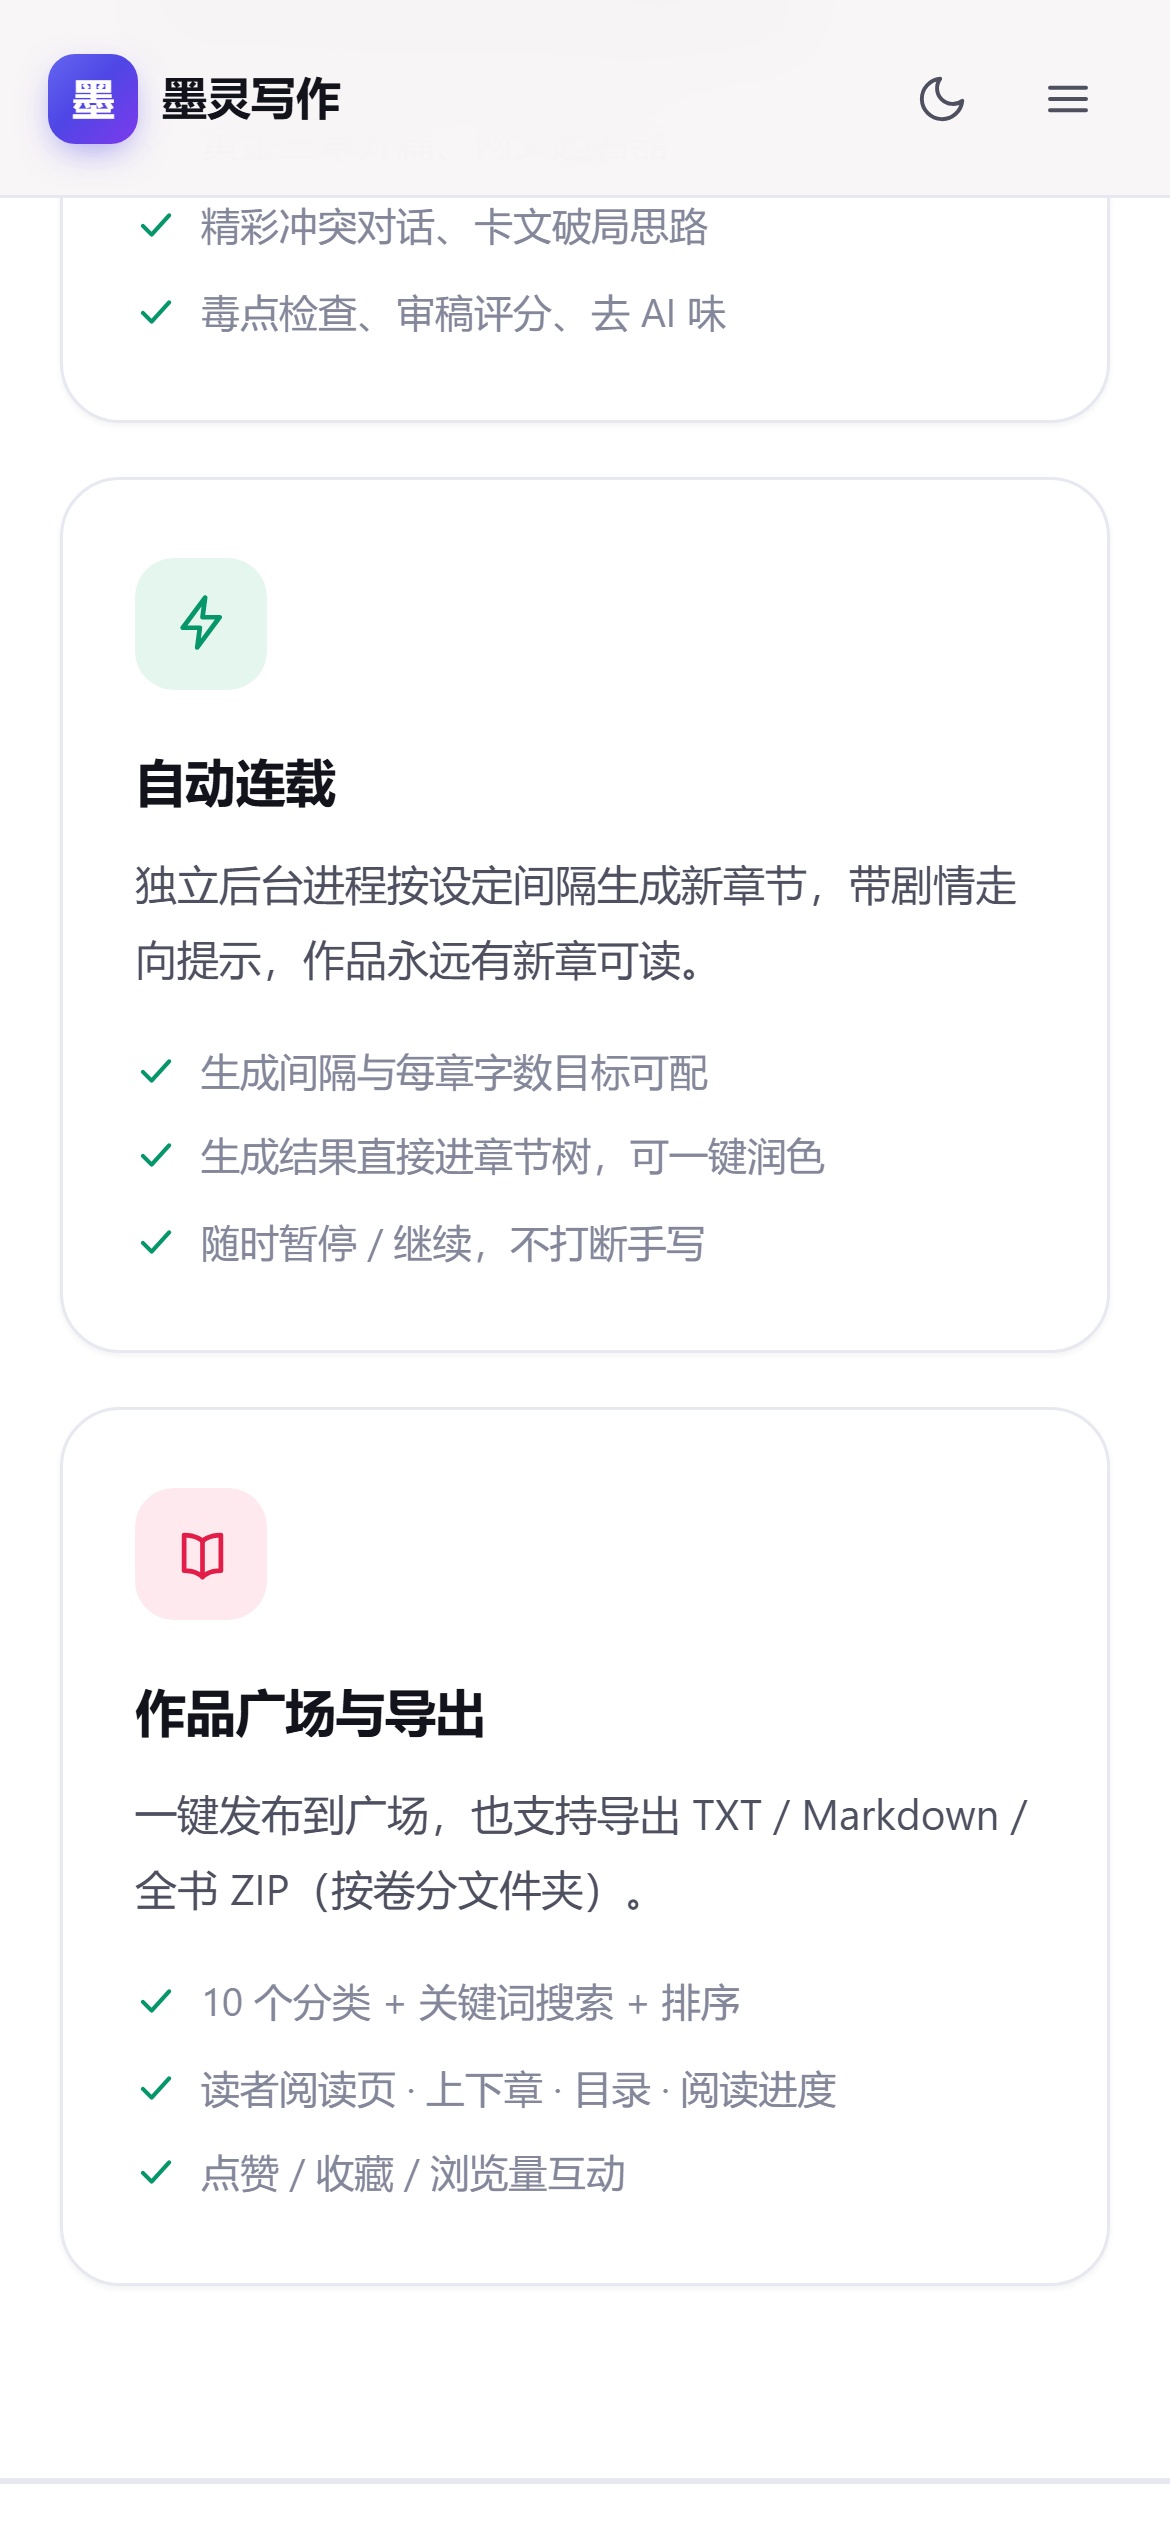 墨 墨灵写作
精彩冲突对话、卡文破局思路
毒点检查、审稿评分、去 AI 味
自动连载
独立后台进程按设定间隔生成新章节，带剧情走
向提示，作品永远有新章可读。
生成间隔与每章字数目标可配
生成结果直接进章节树，可一键润色
随时暂停 / 继续，不打断手写
作品广场与导出
一键发布到广场，也支持导出 TXT / Markdown /
全书 ZIP（按卷分文件夹）。
10 个分类 + 关键词搜索 + 排序
读者阅读页 · 上下章 · 目录 · 阅读进度
点赞 / 收藏 / 浏览量互动